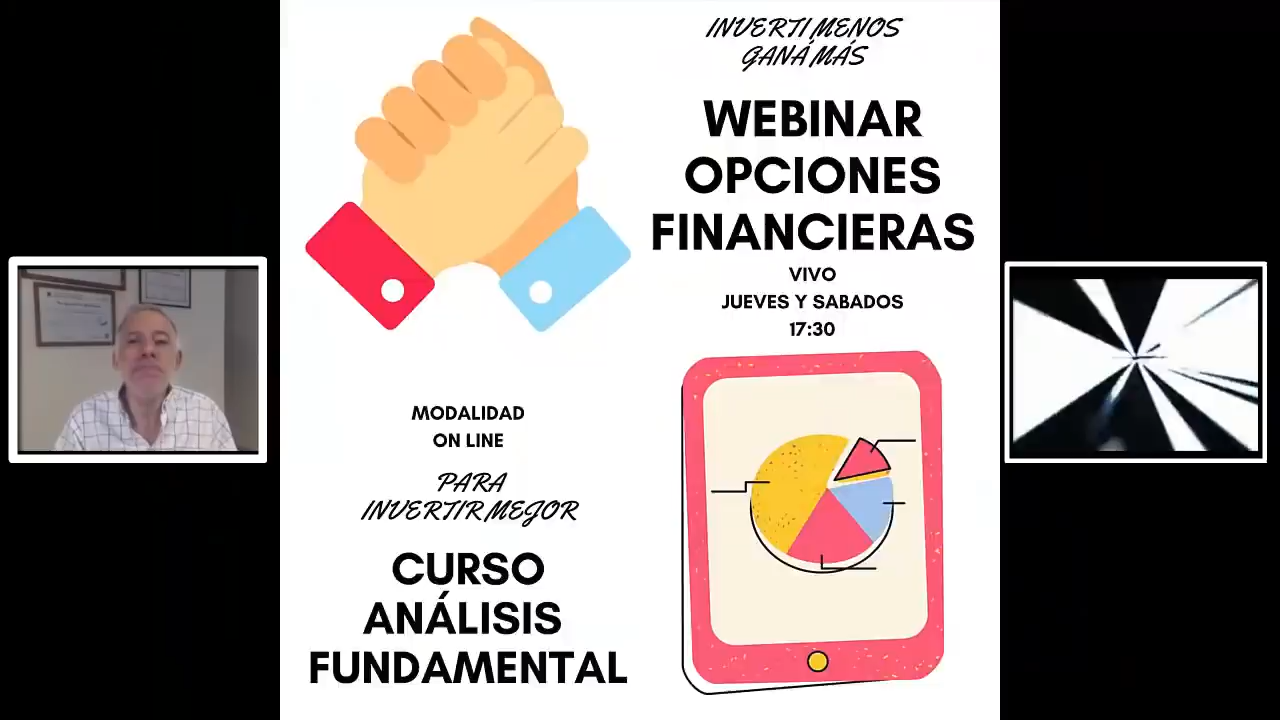 INVERTI MENOS
GANÁ MÁS
WEBINAR
OPCIONES
FINANCIERAS
VIVO
JUEVES Y SABADOS
17:30
MODALIDAD
ON LINE
PARA
INVERTIR MEJOR
CURSO
ANÁLISIS
FUNDAMENTAL